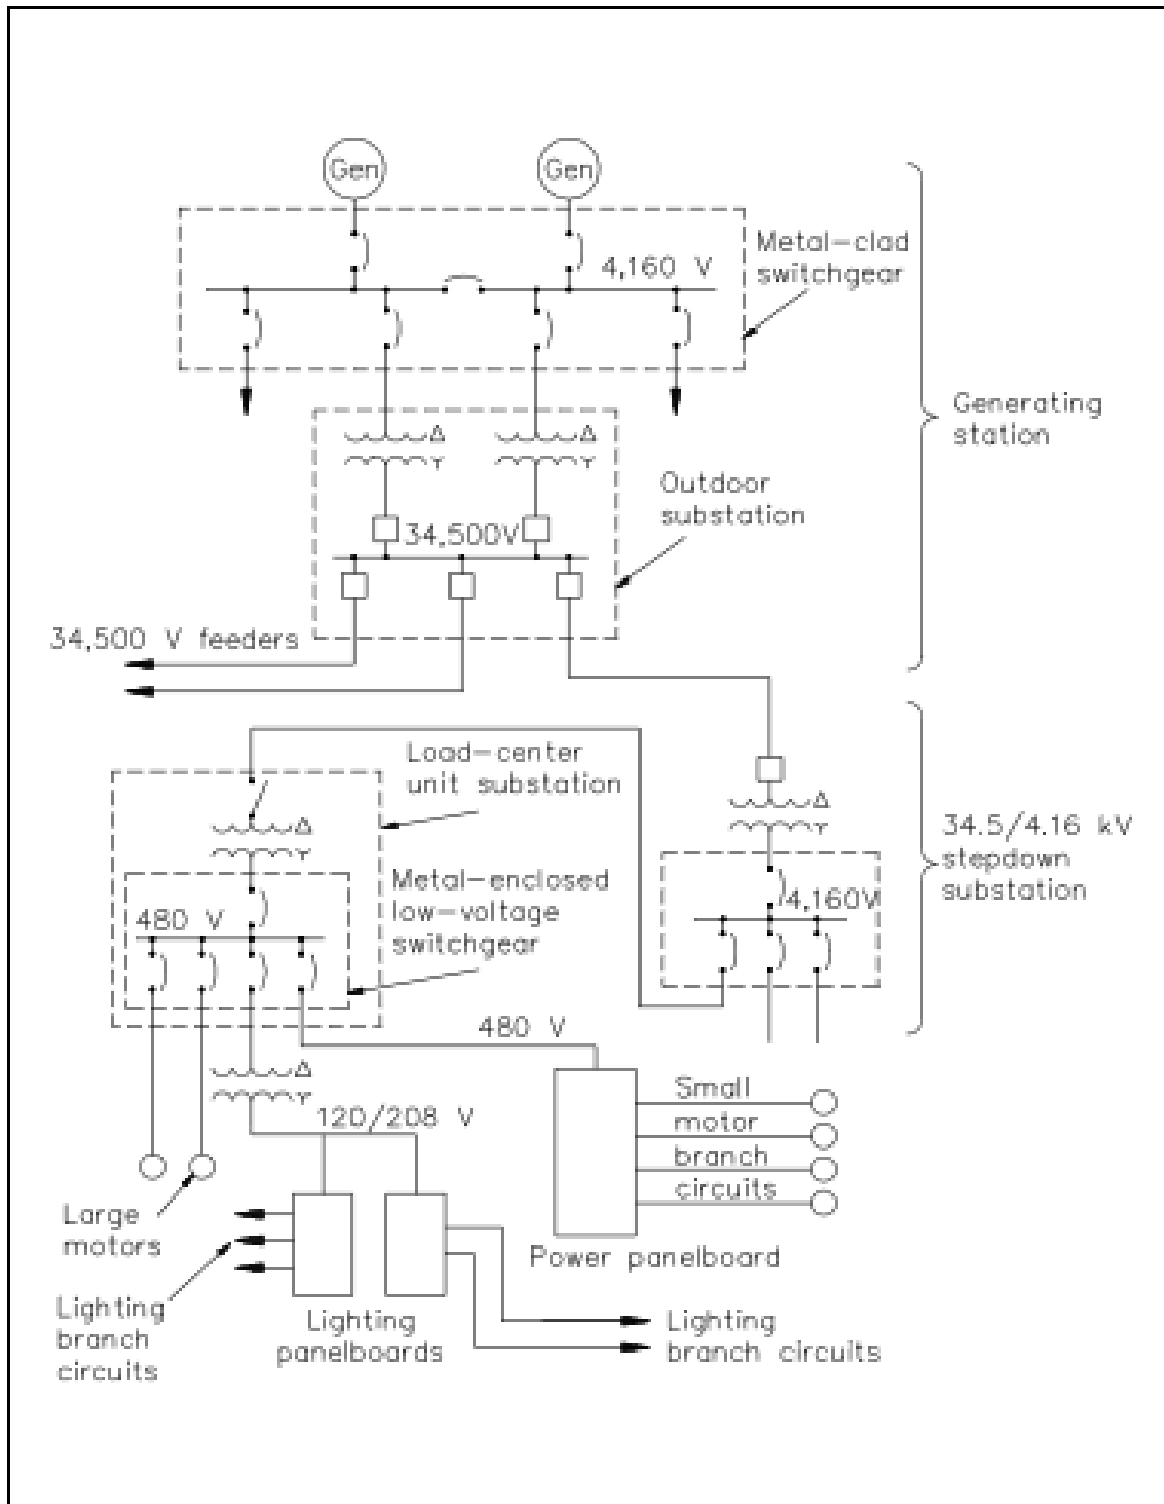 Gen
Gen
Metal-clad
switchgear
4,160 V
Generating
station
Outdoor
substation
34,500V
34,500 V feeders
Load-center
unit substation
34.5/4.16 kV
stepdown
substation
Metal-enclosed
low-voltage
switchgear
480 V
4,160V
480 V
120/208 V
Small
motor
branch
circuits
Large
motors
Power panelboard
Lighting
branch
circuits
Lighting
panelboards
Lighting
branch circuits